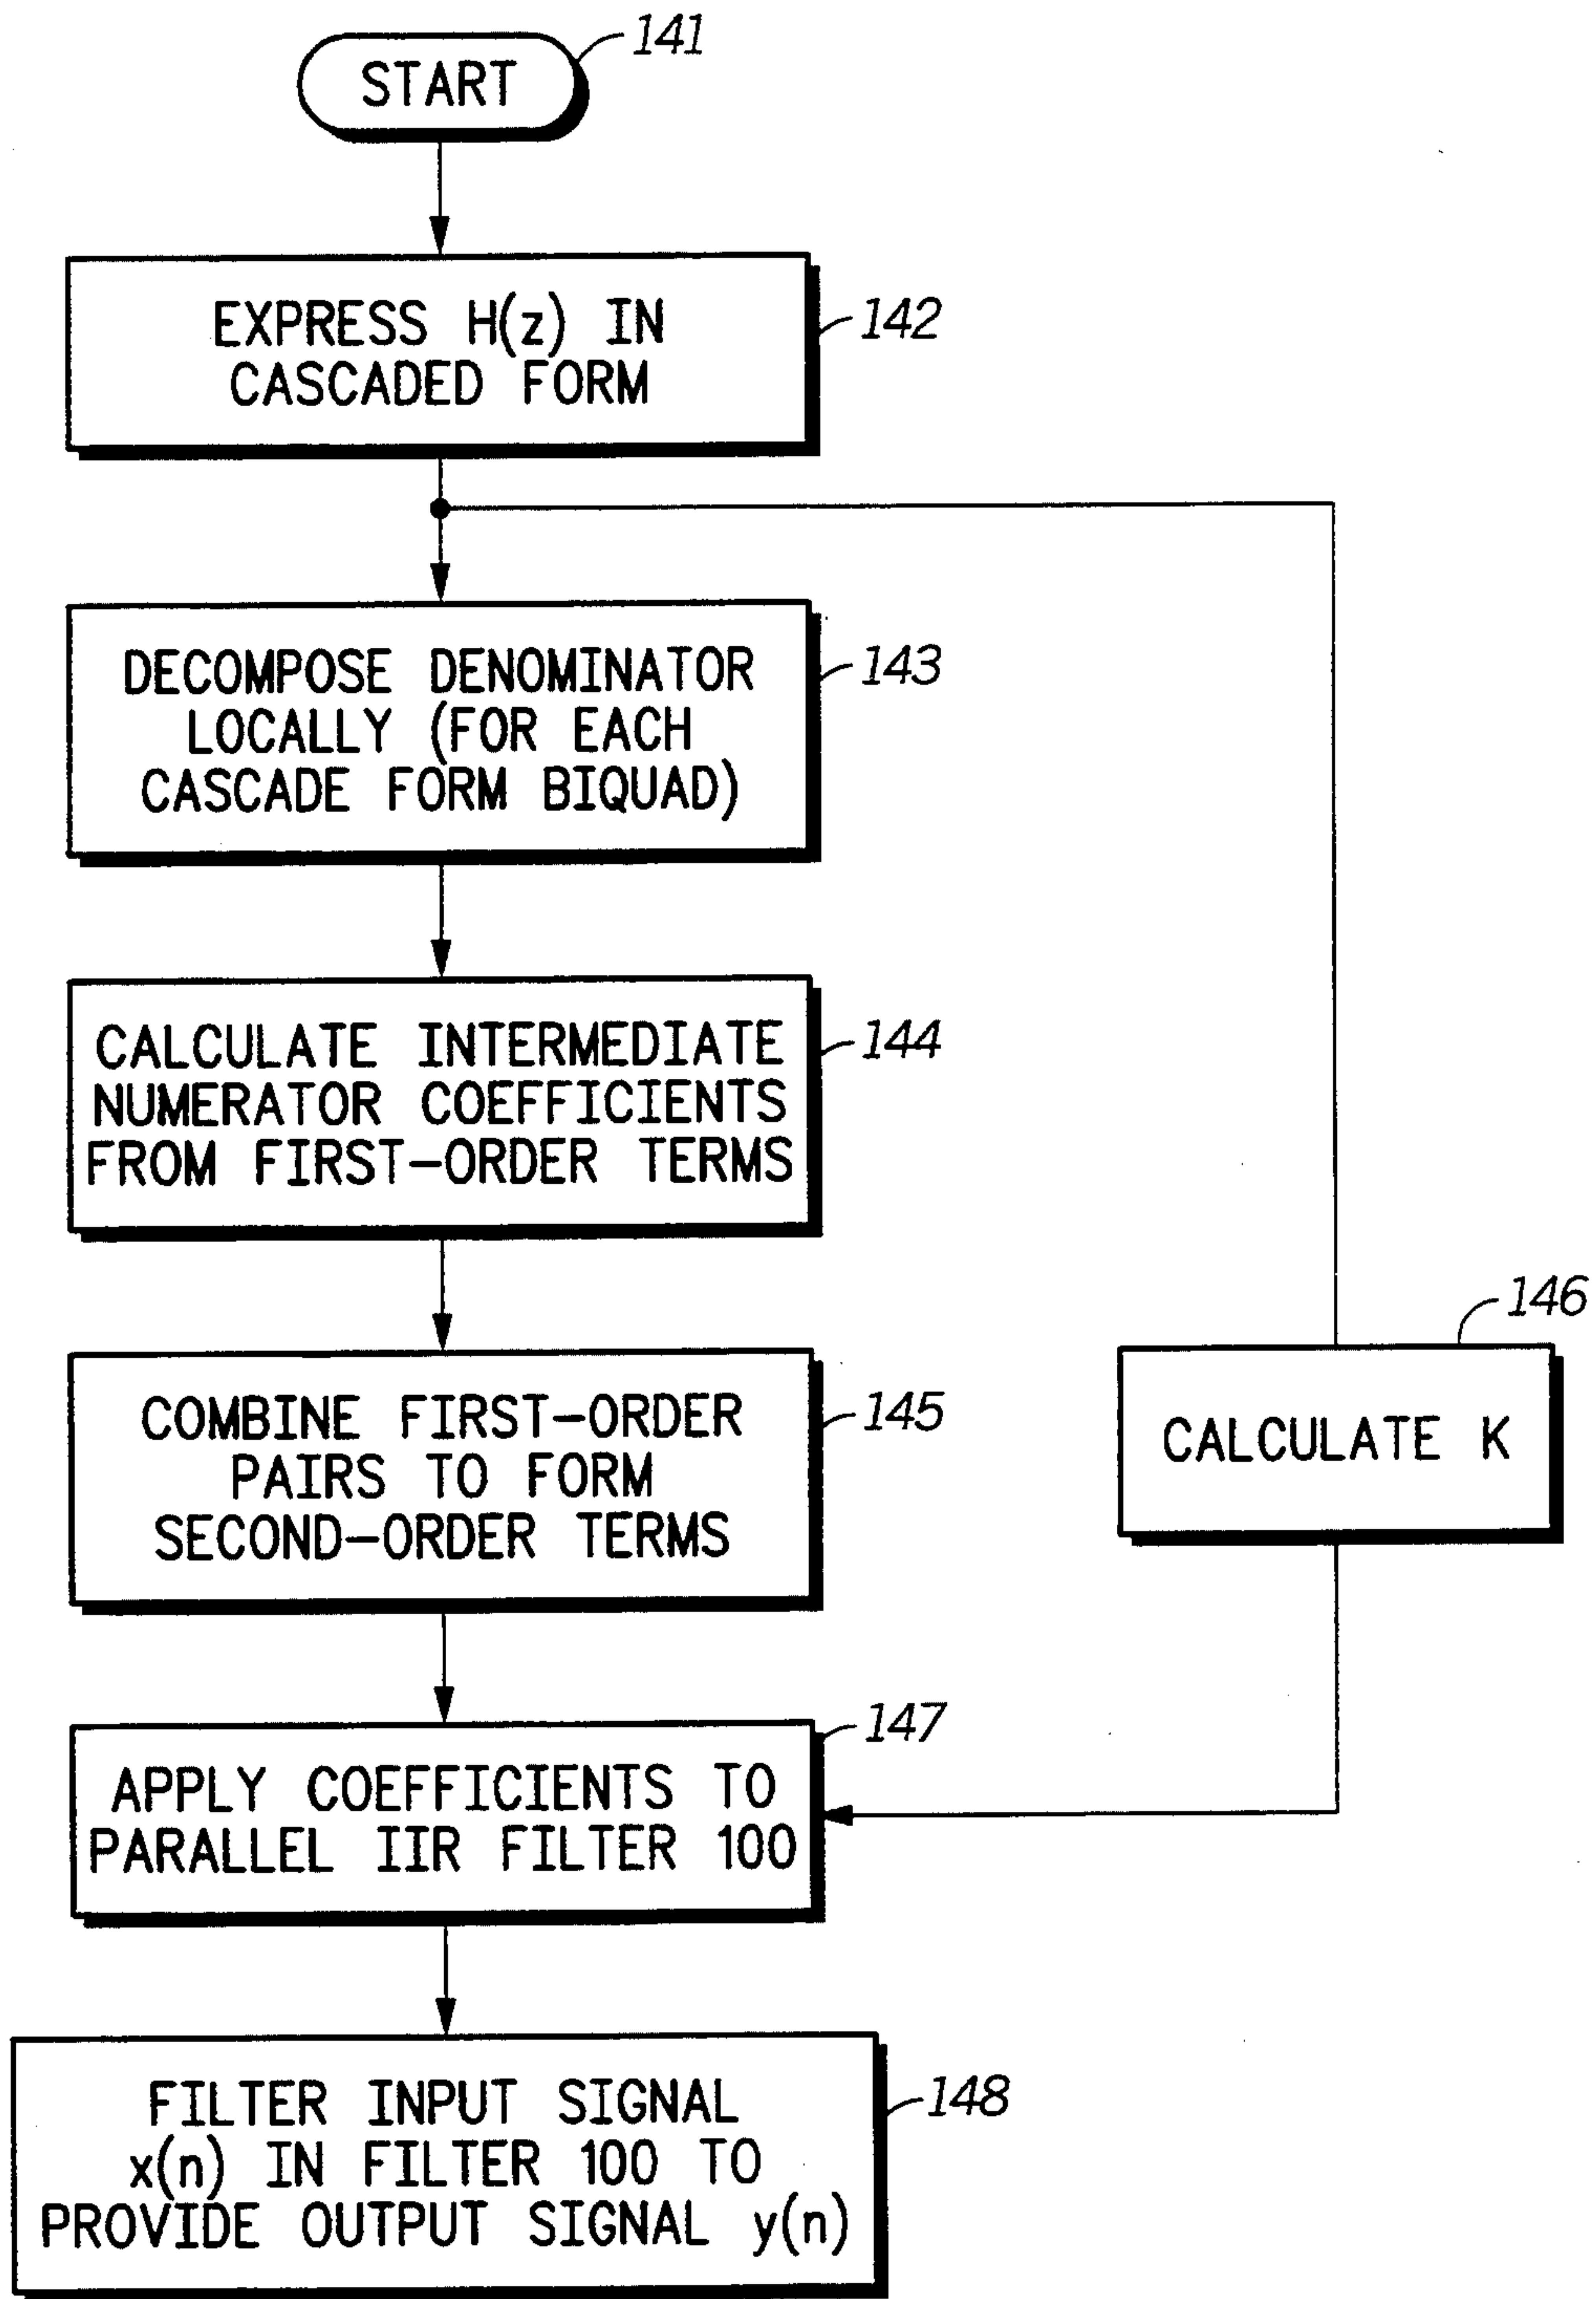 141
START
EXPRESS H(z) IN
CASCADED FORM
142
DECOMPOSE DENOMINATOR
LOCALLY (FOR EACH
CASCADE FORM BIQUAD)
143
CALCULATE INTERMEDIATE
NUMERATOR COEFFICIENTS
FROM FIRST-ORDER TERMS
144
COMBINE FIRST-ORDER
PAIRS TO FORM
SECOND-ORDER TERMS
145
146
CALCULATE K
147
APPLY COEFFICIENTS TO
PARALLEL IIR FILTER 100
FILTER INPUT SIGNAL
x(n) IN FILTER 100 TO
PROVIDE OUTPUT SIGNAL y(n)
148